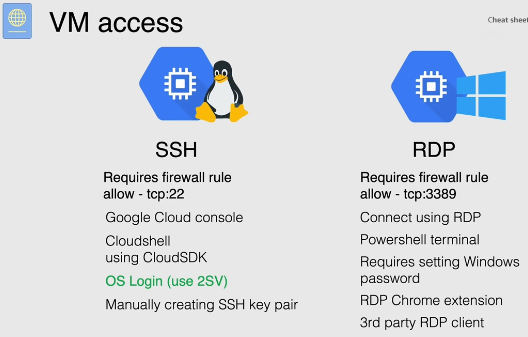 VM access
Cheat sheet
SSH
Requires firewall rule
allow - tcp:22
Google Cloud console
Cloudshell
using CloudSDK
OS Login (use 2SV)
Manually creating SSH key pair
RDP
Requires firewall rule
allow - tcp:3389
Connect using RDP
Powershell terminal
Requires setting Windows
password
RDP Chrome extension
3rd party RDP client